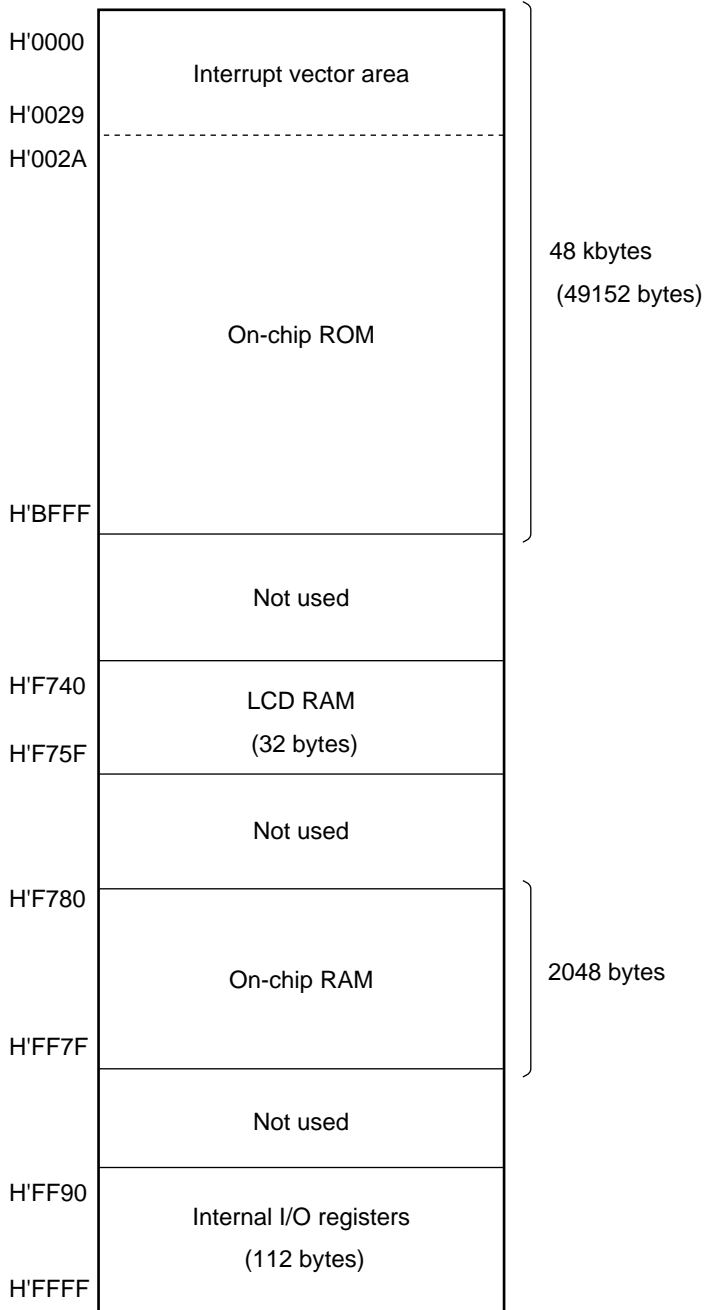 H'0000
Interrupt vector area
H'0029
H'002A
48 kbytes
(49152 bytes)
On-chip ROM
H'BFFF
Not used
H'F740
LCD RAM
(32 bytes)
H'F75F
Not used
H'F780
On-chip RAM
2048 bytes
H'FF7F
Not used
H'FF90
Internal I/O registers
(112 bytes)
H'FFFF